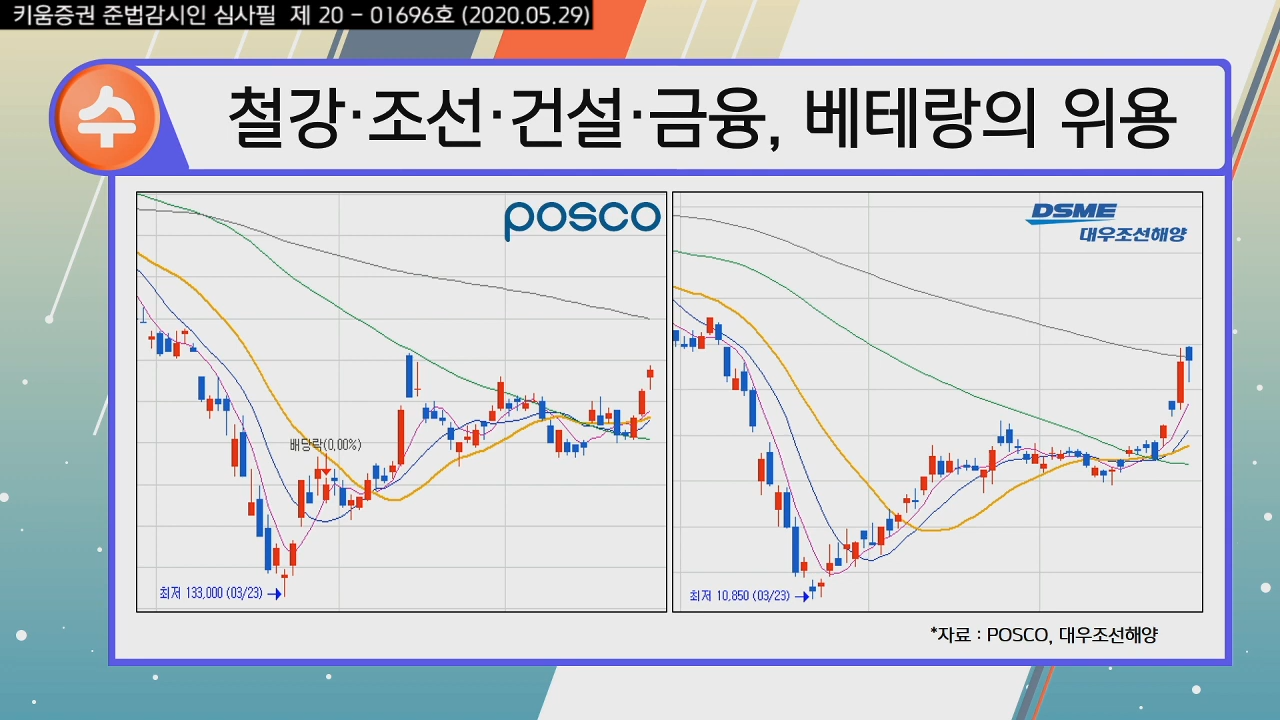 키움증권 준법감시인 심사필 제 20 - 01696호 (2020.05.29)
수
철강·조선·건설·금융, 베테랑의 위용
posco
DSME
대우조선해양
배당락(0.00%)
최저 133,000 (03/23)
최저 10,850 (03/23)
*자료 : POSCO, 대우조선해양